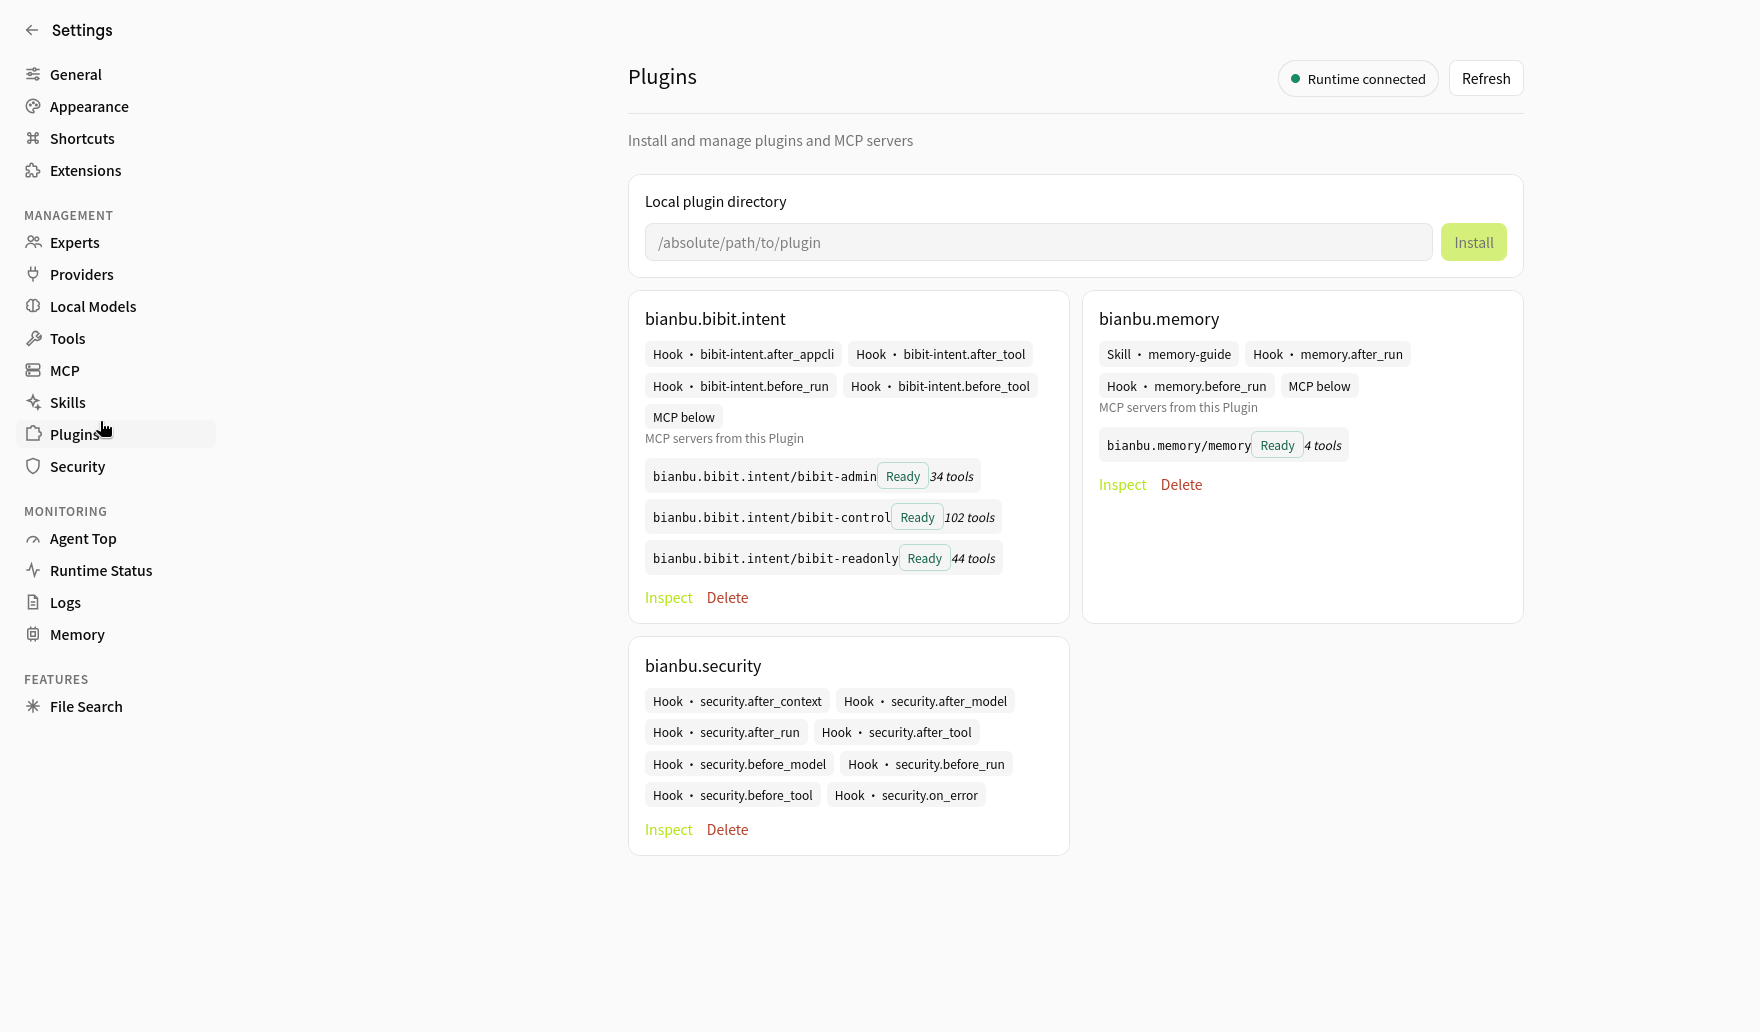 Settings
General
Appearance
Shortcuts
Extensions
MANAGEMENT
Experts
Providers
Local Models
Tools
MCP
Skills
Plugins
Security
MONITORING
Agent Top
Runtime Status
Logs
Memory
FEATURES
File Search
Plugins
Runtime connected
Refresh
Install and manage plugins and MCP servers
Local plugin directory
/absolute/path/to/plugin
Install
bianbu.bibit.intent
Hook • bibit-intent.after_appcli Hook • bibit-intent.after_tool
Hook • bibit-intent.before_run Hook • bibit-intent.before_tool
MCP below
MCP servers from this Plugin
bianbu.bibit.intent/bibit-admin Ready 34 tools
bianbu.bibit.intent/bibit-control Ready 102 tools
bianbu.bibit.intent/bibit-readonly Ready 44 tools
Inspect Delete
bianbu.memory
Skill • memory-guide Hook • memory.after_run
Hook • memory.before_run MCP below
MCP servers from this Plugin
bianbu.memory/memory Ready 4 tools
Inspect Delete
bianbu.security
Hook • security.after_context Hook • security.after_model
Hook • security.after_run Hook • security.after_tool
Hook • security.before_model Hook • security.before_run
Hook • security.before_tool Hook • security.on_error
Inspect Delete